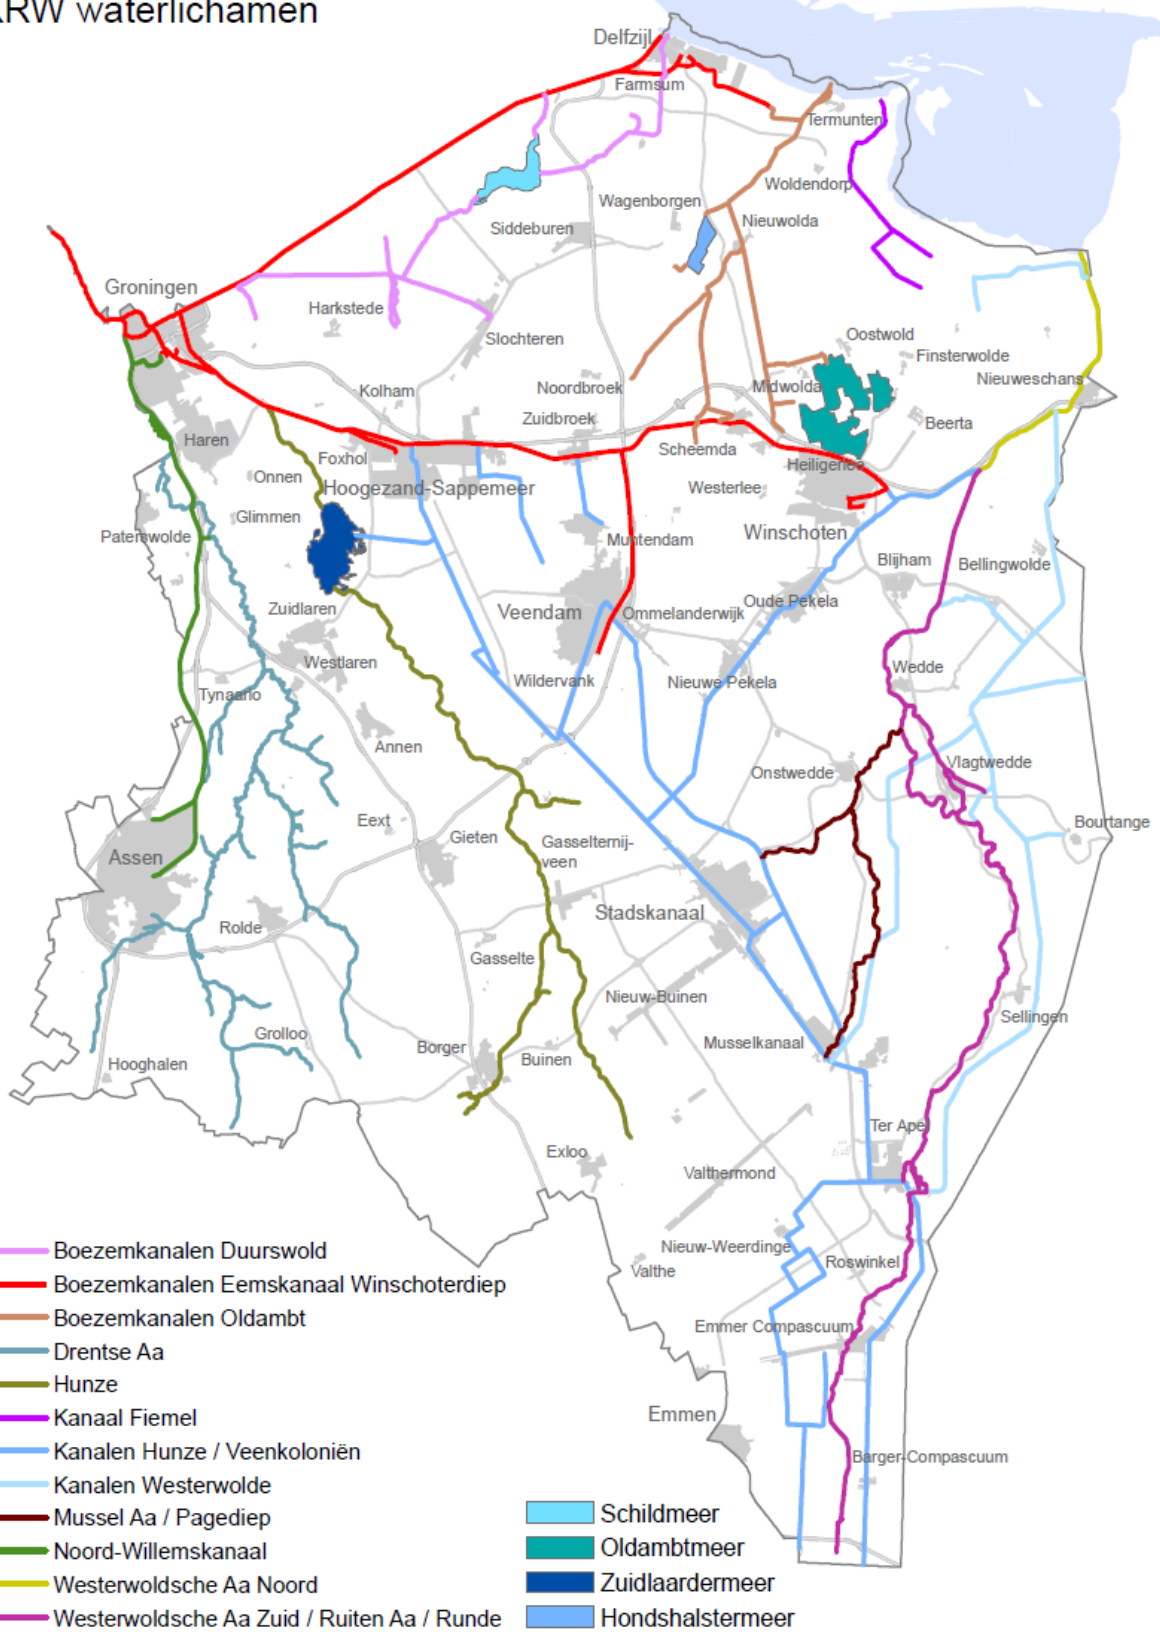 KRW waterlichamen
Delfzijl
Farmsum
Termunten
Woldendorp
Wagenborgen
Nieuwolda
Siddeburen
Groningen
Harkstede
Slochteren
Oostwold
Finsterwolde
Nieuweschans
Kolham
Noordbroek
Midwolda
Zuidbroek
Beerta
Haren
Scheemda
Foxhol
Heiligerlee
Onnen
Hoogezand-Sappemeer
Westerlee
Glimmen
Paterswolde
Muntendam
Winschoten
Blijham
Bellingwolde
Zuidlaren
Veendam
Ommelanderwijk
Oude Pekela
Westlaren
Wedde
Tynaarlo
Wildervank
Nieuwe Pekela
Annen
Onstwedde
Vlagtwedde
Eext
Gieten
Gasselternij-
veen
Bourtange
Assen
Stadskanaal
Rolde
Gasselte
Nieuw-Buinen
Sellingen
Grolloo
Borger
Buinen
Musselkanaal
Hooghalen
Ter Apel
Exloo
Valthermond
Nieuw-Weerdinge
Valthe
Roswinkel
Emmer Compascuum
Emmen
Barger-Compascuum
Boezemkanalen Duurswold
Boezemkanalen Eemskanaal Winschoterdiep
Boezemkanalen Oldambt
Drentse Aa
Hunze
Kanaal Fiemel
Kanalen Hunze / Veenkoloniën
Kanalen Westerwolde
Mussel Aa / Pagediep
Noord-Willemskanaal
Westerwoldsche Aa Noord
Westerwoldsche Aa Zuid / Ruiten Aa / Runde
Schildmeer
Oldambtmeer
Zuidlaardermeer
Hondshalstermeer